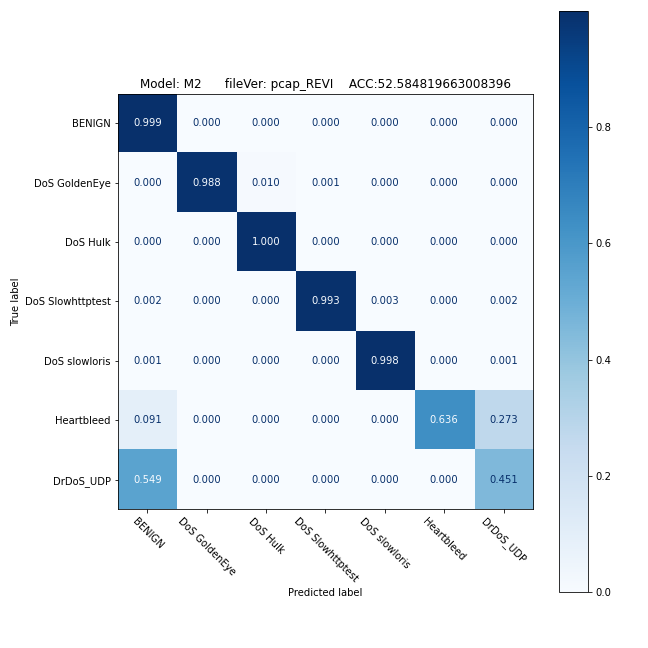 Model: M2 fileVer: pcap_REVI ACC:52.584819663008396
BENIGN 0.999 0.000 0.000 0.000 0.000 0.000 0.000
DoS GoldenEye 0.000 0.988 0.010 0.001 0.000 0.000 0.000
DoS Hulk 0.000 0.000 1.000 0.000 0.000 0.000 0.000
DoS Slowhttptest 0.002 0.000 0.000 0.993 0.003 0.000 0.002
DoS slowloris 0.001 0.000 0.000 0.000 0.998 0.000 0.001
Heartbleed 0.091 0.000 0.000 0.000 0.000 0.636 0.273
DrDoS_UDP 0.549 0.000 0.000 0.000 0.000 0.000 0.451
True label
BENIGN DoS GoldenEye DoS Hulk DoS Slowhttptest DoS slowloris Heartbleed DrDoS_UDP
Predicted label
0.8
0.6
0.4
0.2
0.0